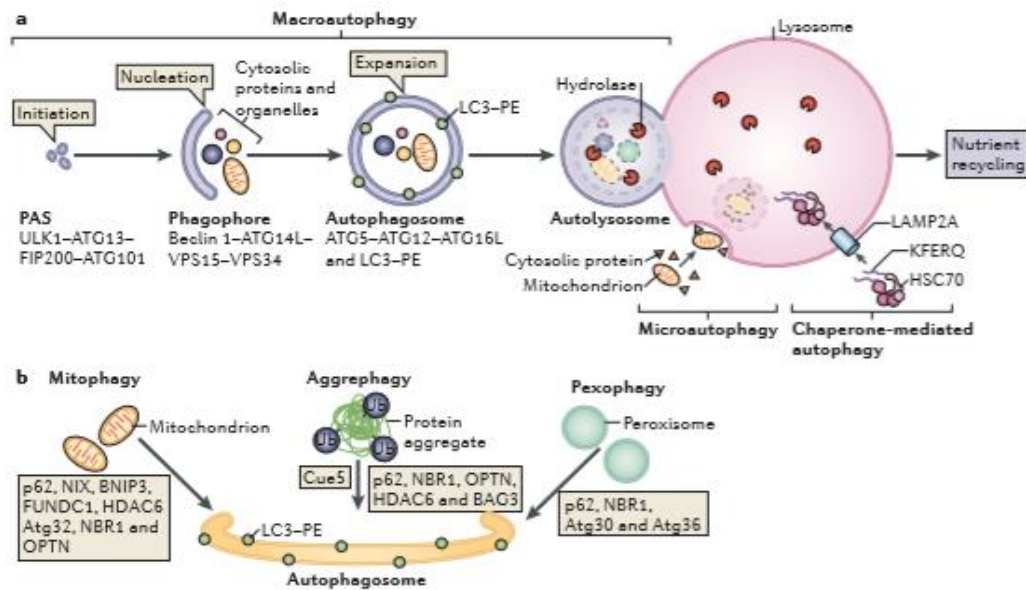 a
Macroautophagy
Lysosome
Nucleation
Cytosolic
proteins and
organelles
Expansion
Hydrolase
Initiation
LC3–PE
Nutrient
recycling
PAS
ULK1–ATG13–
FIP200–ATG101
Phagophore
Beclin 1–ATG14L–
VPS15–VPS34
Autophagosome
ATG5–ATG12–ATG16L
and LC3–PE
Autolysosome
LAMP2A
KFERQ
HSC70
Cytosolic protein
Mitochondrion
Microautophagy
Chaperone-mediated
autophagy
b
Mitophagy
Aggrephagy
Pexophagy
Mitochondrion
Ub
Ub
Ub
Protein
aggregate
Peroxisome
p62, NIX, BNIP3,
FUNDC1, HDAC6
Atg32, NBR1 and
OPTN
Cue5
p62, NBR1, OPTN,
HDAC6 and BAG3
p62, NBR1,
Atg30 and Atg36
LC3–PE
Autophagosome